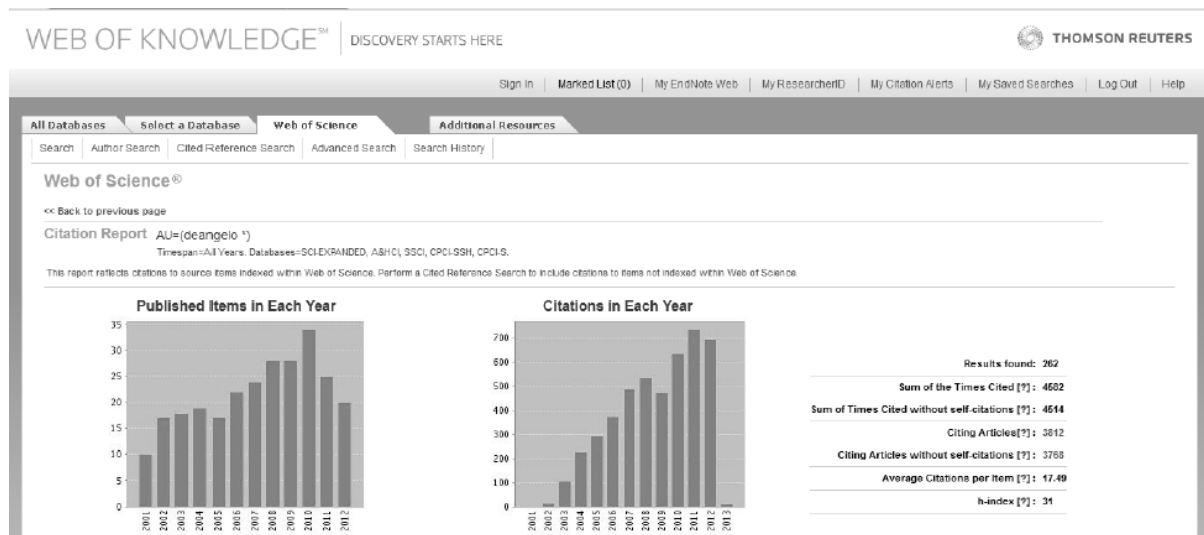 WEB OF KNOWLEDGE℠ | DISCOVERY STARTS HERE
THOMSON REUTERS
Sign In | Marked List (0) | My EndNote Web | My ResearcherID | My Citation Alerts | My Saved Searches | Log Out | Help
All Databases Select a Database Web of Science Additional Resources
Search | Author Search | Cited Reference Search | Advanced Search | Search History
Web of Science®
<< Back to previous page
Citation Report AU=(deangelo *)
Timespan=All Years. Databases=SCI-EXPANDED, A&HCI, SSCI, CPCI-SSH, CPCI-S.
This report reflects citations to source items indexed within Web of Science. Perform a Cited Reference Search to include citations to items not indexed within Web of Science.
Published Items in Each Year
35
30
25
20
15
10
5
0
2001 2002 2003 2004 2005 2006 2007 2008 2009 2010 2011 2012
Citations in Each Year
700
600
500
400
300
200
100
0
2001 2002 2003 2004 2005 2006 2007 2008 2009 2010 2011 2012 2013
Results found: 262
Sum of the Times Cited [?] : 4582
Sum of Times Cited without self-citations [?] : 4514
Citing Articles[?] : 3812
Citing Articles without self-citations [?] : 3768
Average Citations per Item [?] : 17.49
h-index [?] : 31